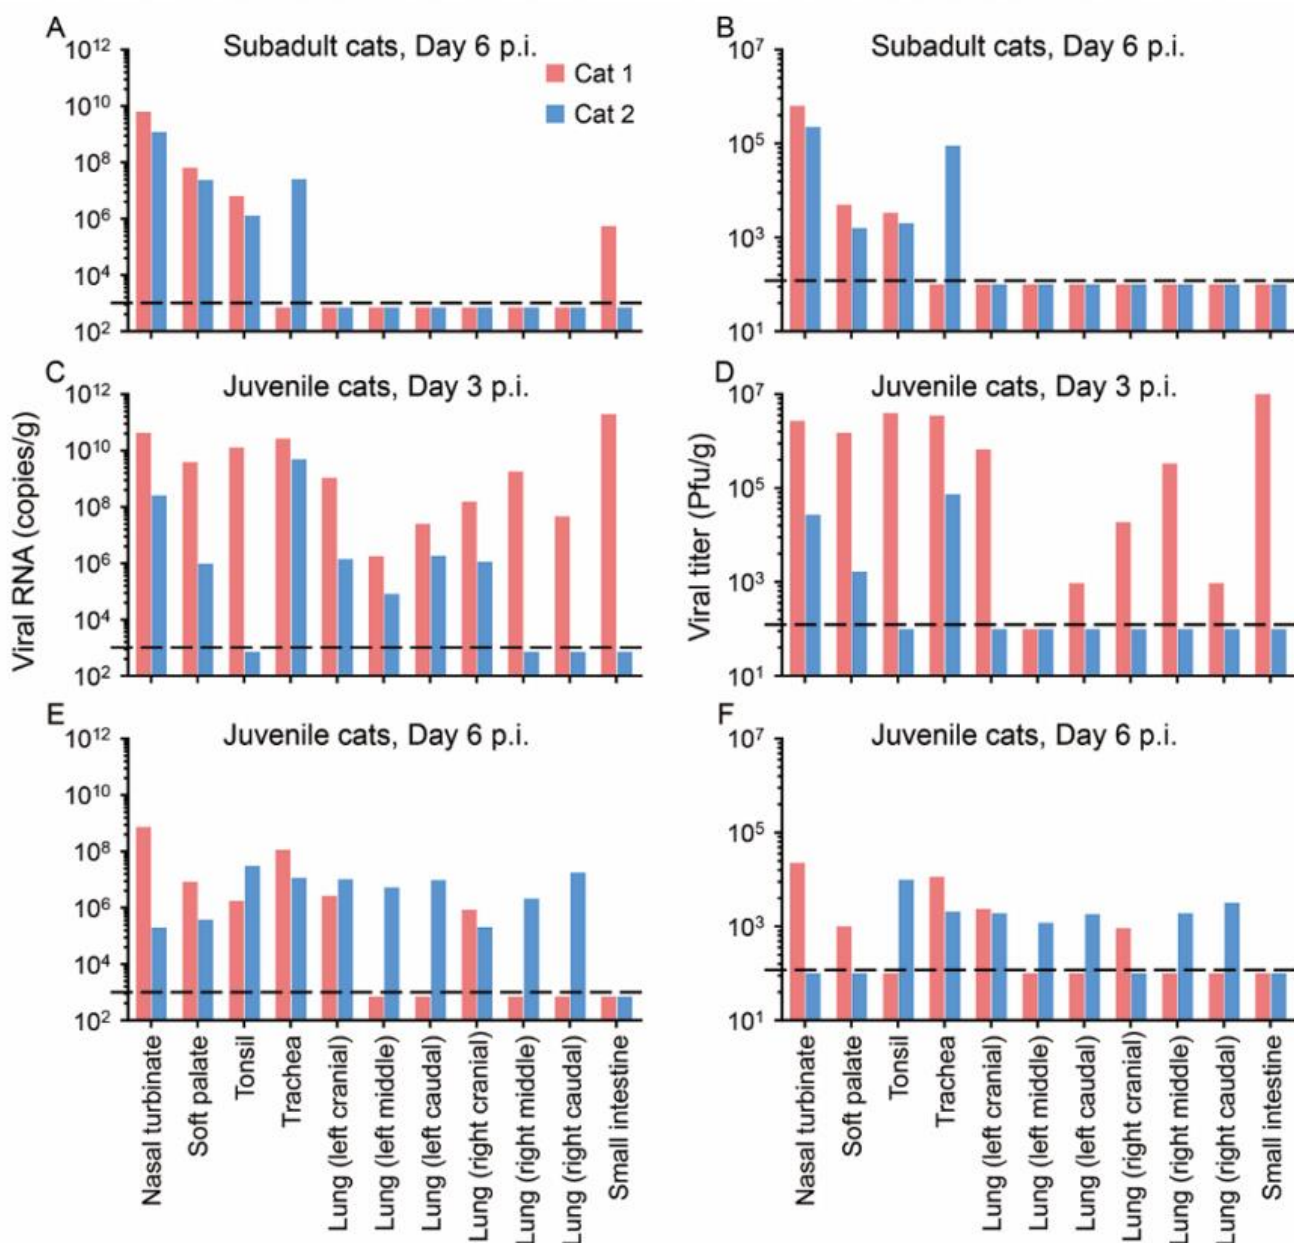 A
Subadult cats, Day 6 p.i.
Cat 1
Cat 2
10¹²
10¹⁰
10⁸
10⁶
10⁴
10²
B
Subadult cats, Day 6 p.i.
10⁷
10⁵
10³
10¹
C
Juvenile cats, Day 3 p.i.
Viral RNA (copies/g)
10¹²
10¹⁰
10⁸
10⁶
10⁴
10²
D
Juvenile cats, Day 3 p.i.
Viral titer (Pfu/g)
10⁷
10⁵
10³
10¹
E
Juvenile cats, Day 6 p.i.
10¹²
10¹⁰
10⁸
10⁶
10⁴
10²
Nasal turbinate
Soft palate
Tonsil
Trachea
Lung (left cranial)
Lung (left middle)
Lung (left caudal)
Lung (right cranial)
Lung (right middle)
Lung (right caudal)
Small intestine
F
Juvenile cats, Day 6 p.i.
10⁷
10⁵
10³
10¹
Nasal turbinate
Soft palate
Tonsil
Trachea
Lung (left cranial)
Lung (left middle)
Lung (left caudal)
Lung (right cranial)
Lung (right middle)
Lung (right caudal)
Small intestine